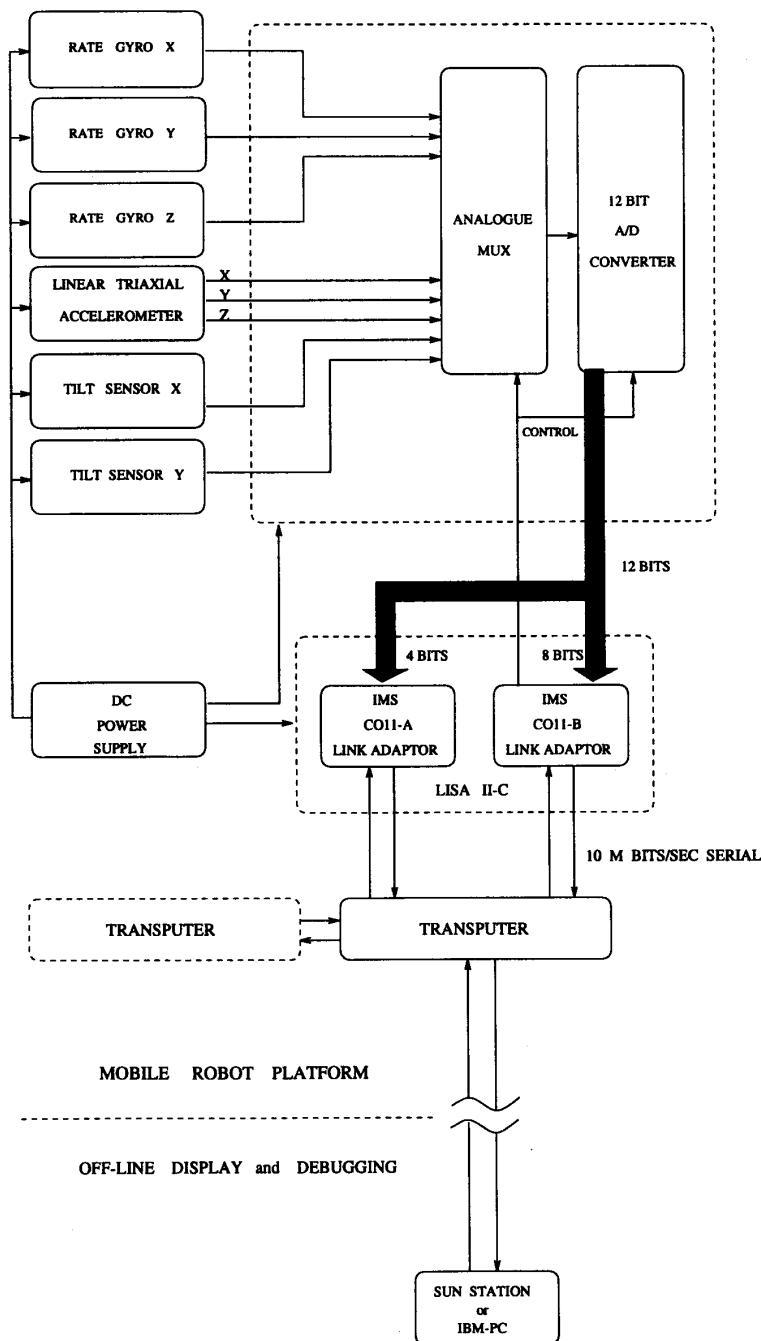 RATE GYRO X
RATE GYRO Y
RATE GYRO Z
LINEAR TRIAXIAL
ACCELEROMETER
X
Y
Z
TILT SENSOR X
TILT SENSOR Y
ANALOGUE
MUX
12 BIT
A/D
CONVERTER
CONTROL
12 BITS
4 BITS
8 BITS
DC
POWER
SUPPLY
IMS
CO11-A
LINK ADAPTOR
IMS
CO11-B
LINK ADAPTOR
LISA II-C
10 M BITS/SEC SERIAL
TRANSPUTER
TRANSPUTER
MOBILE ROBOT PLATFORM
OFF-LINE DISPLAY and DEBUGGING
SUN STATION
or
IBM-PC